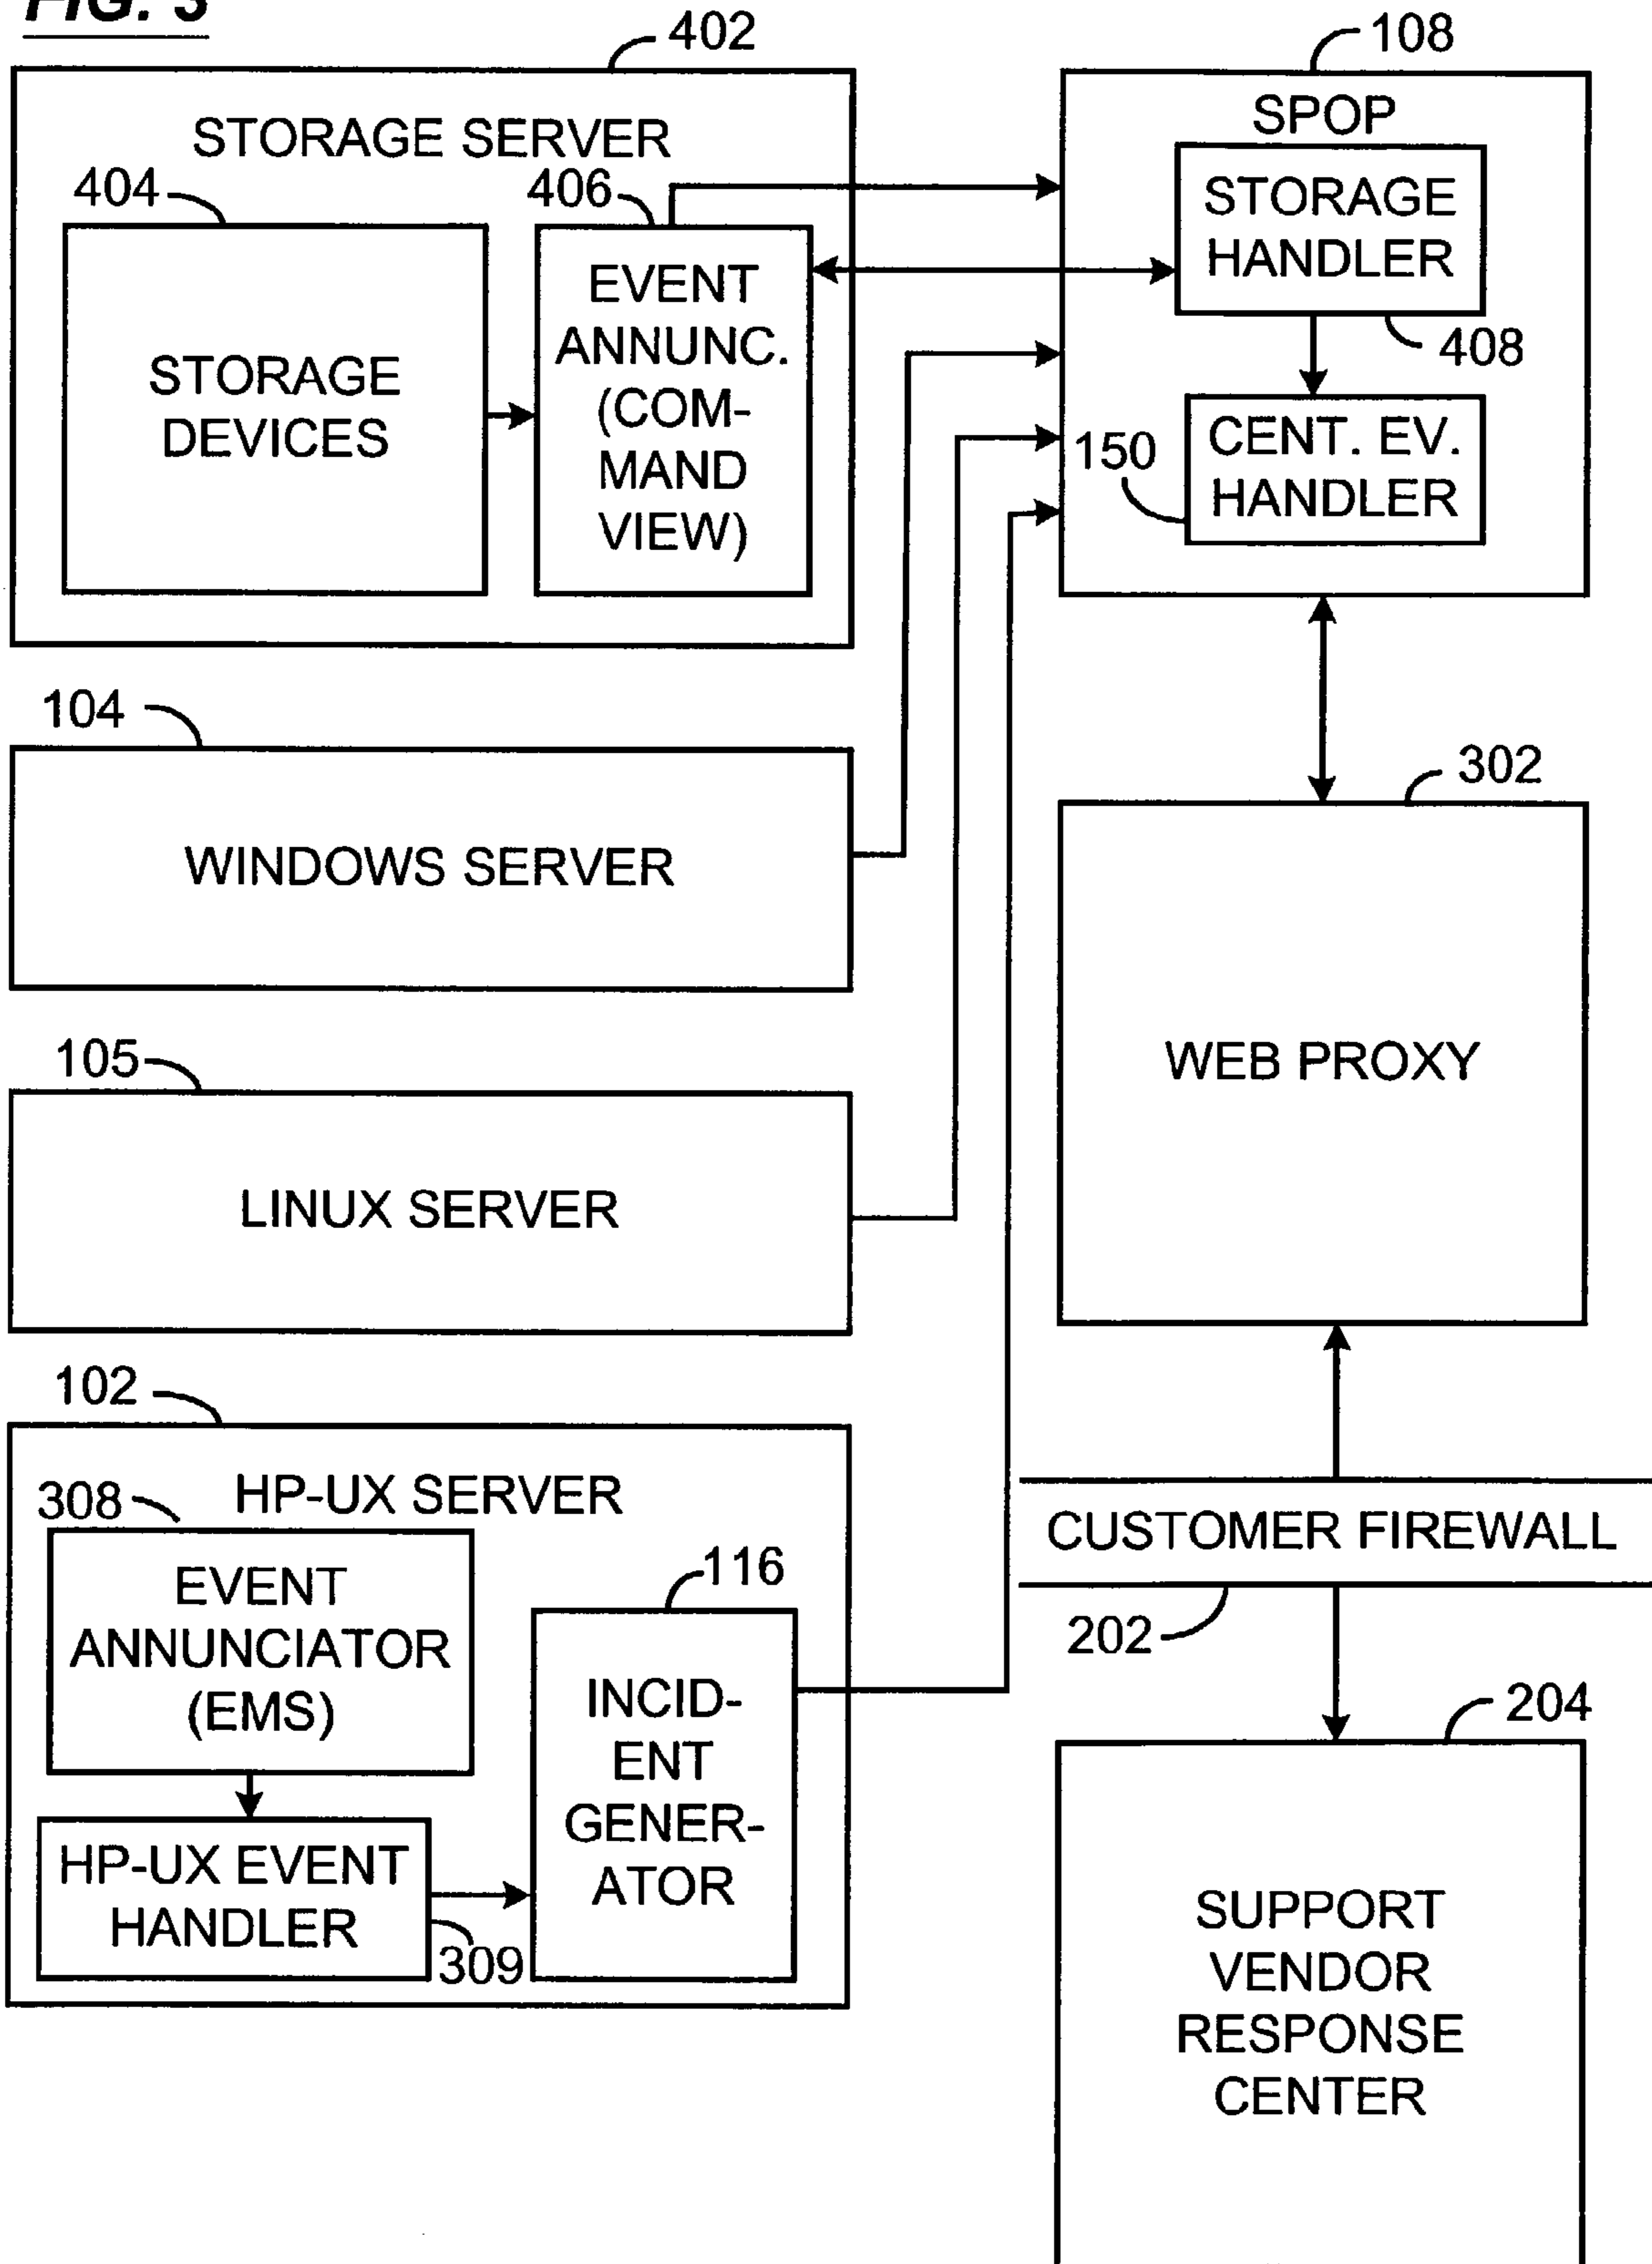 FIG. 3
402
STORAGE SERVER
404
406
STORAGE
DEVICES
EVENT
ANNUNC.
(COM-
MAND
VIEW)
108
SPOP
STORAGE
HANDLER
408
150
CENT. EV.
HANDLER
104
WINDOWS SERVER
302
WEB PROXY
105
LINUX SERVER
102
HP-UX SERVER
308
EVENT
ANNUNCIATOR
(EMS)
HP-UX EVENT
HANDLER
309
116
INCID-
ENT
GENER-
ATOR
CUSTOMER FIREWALL
202
204
SUPPORT
VENDOR
RESPONSE
CENTER